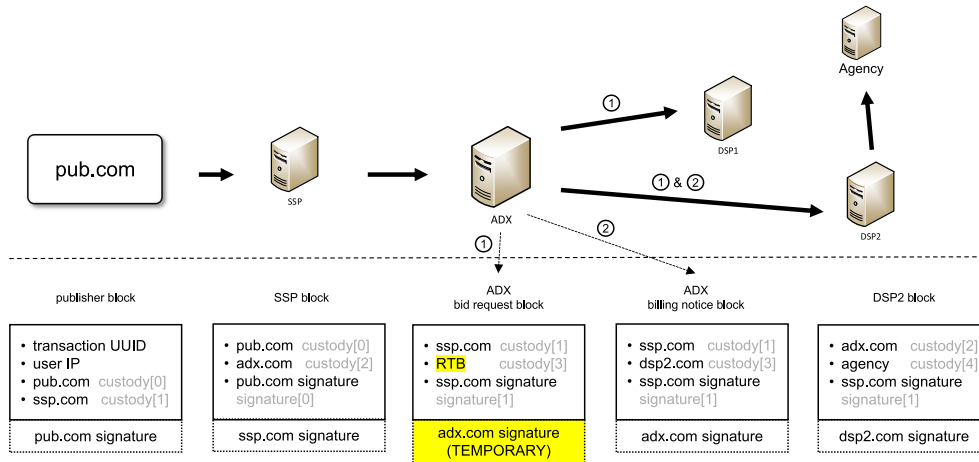 Agency
①
DSP1
pub.com
SSP
ADX
① & ②
DSP2
①
②
publisher block
transaction UUID
user IP
pub.com custody[0]
ssp.com custody[1]
pub.com signature
SSP block
pub.com custody[0]
adx.com custody[2]
pub.com signature
signature[0]
ssp.com signature
ADX
bid request block
ssp.com custody[1]
RTB custody[3]
ssp.com signature
signature[1]
adx.com signature
(TEMPORARY)
ADX
billing notice block
ssp.com custody[1]
dsp2.com custody[3]
ssp.com signature
signature[1]
adx.com signature
DSP2 block
adx.com custody[2]
agency custody[4]
ssp.com signature
signature[1]
dsp2.com signature